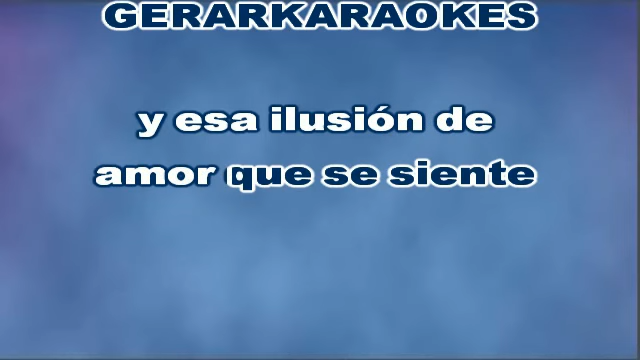 GERARKARAOKES
y esa ilusión de
amor que se siente